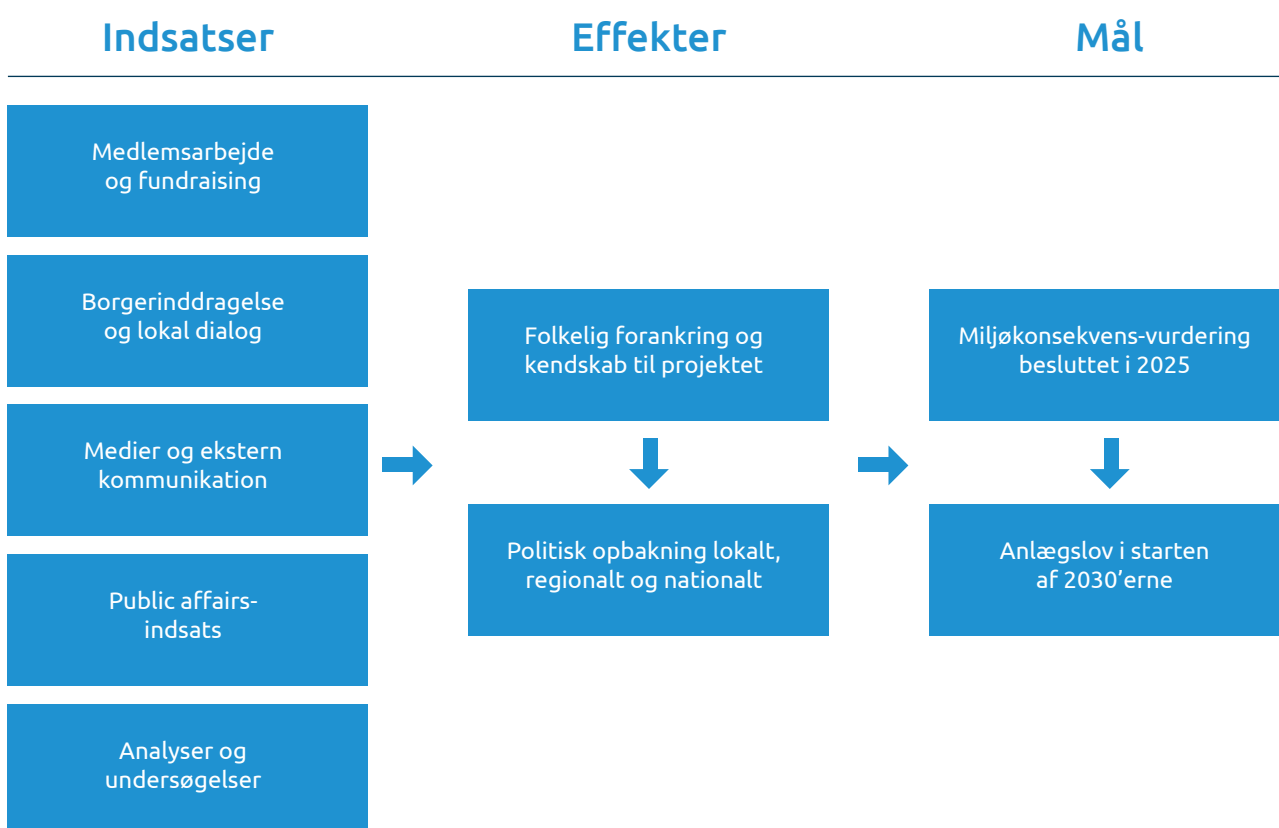 Indsatser
Effekter
Mål
Medlemsarbejde
og fundraising
Borgerinddragelse
og lokal dialog
Medier og ekstern
kommunikation
Public affairs-
indsats
Analyser og
undersøgelser
Folkelig forankring og
kendskab til projektet
Politisk opbakning lokalt,
regionalt og nationalt
Miljøkonsekvens-vurdering
besluttet i 2025
Anlægslov i starten
af 2030’erne